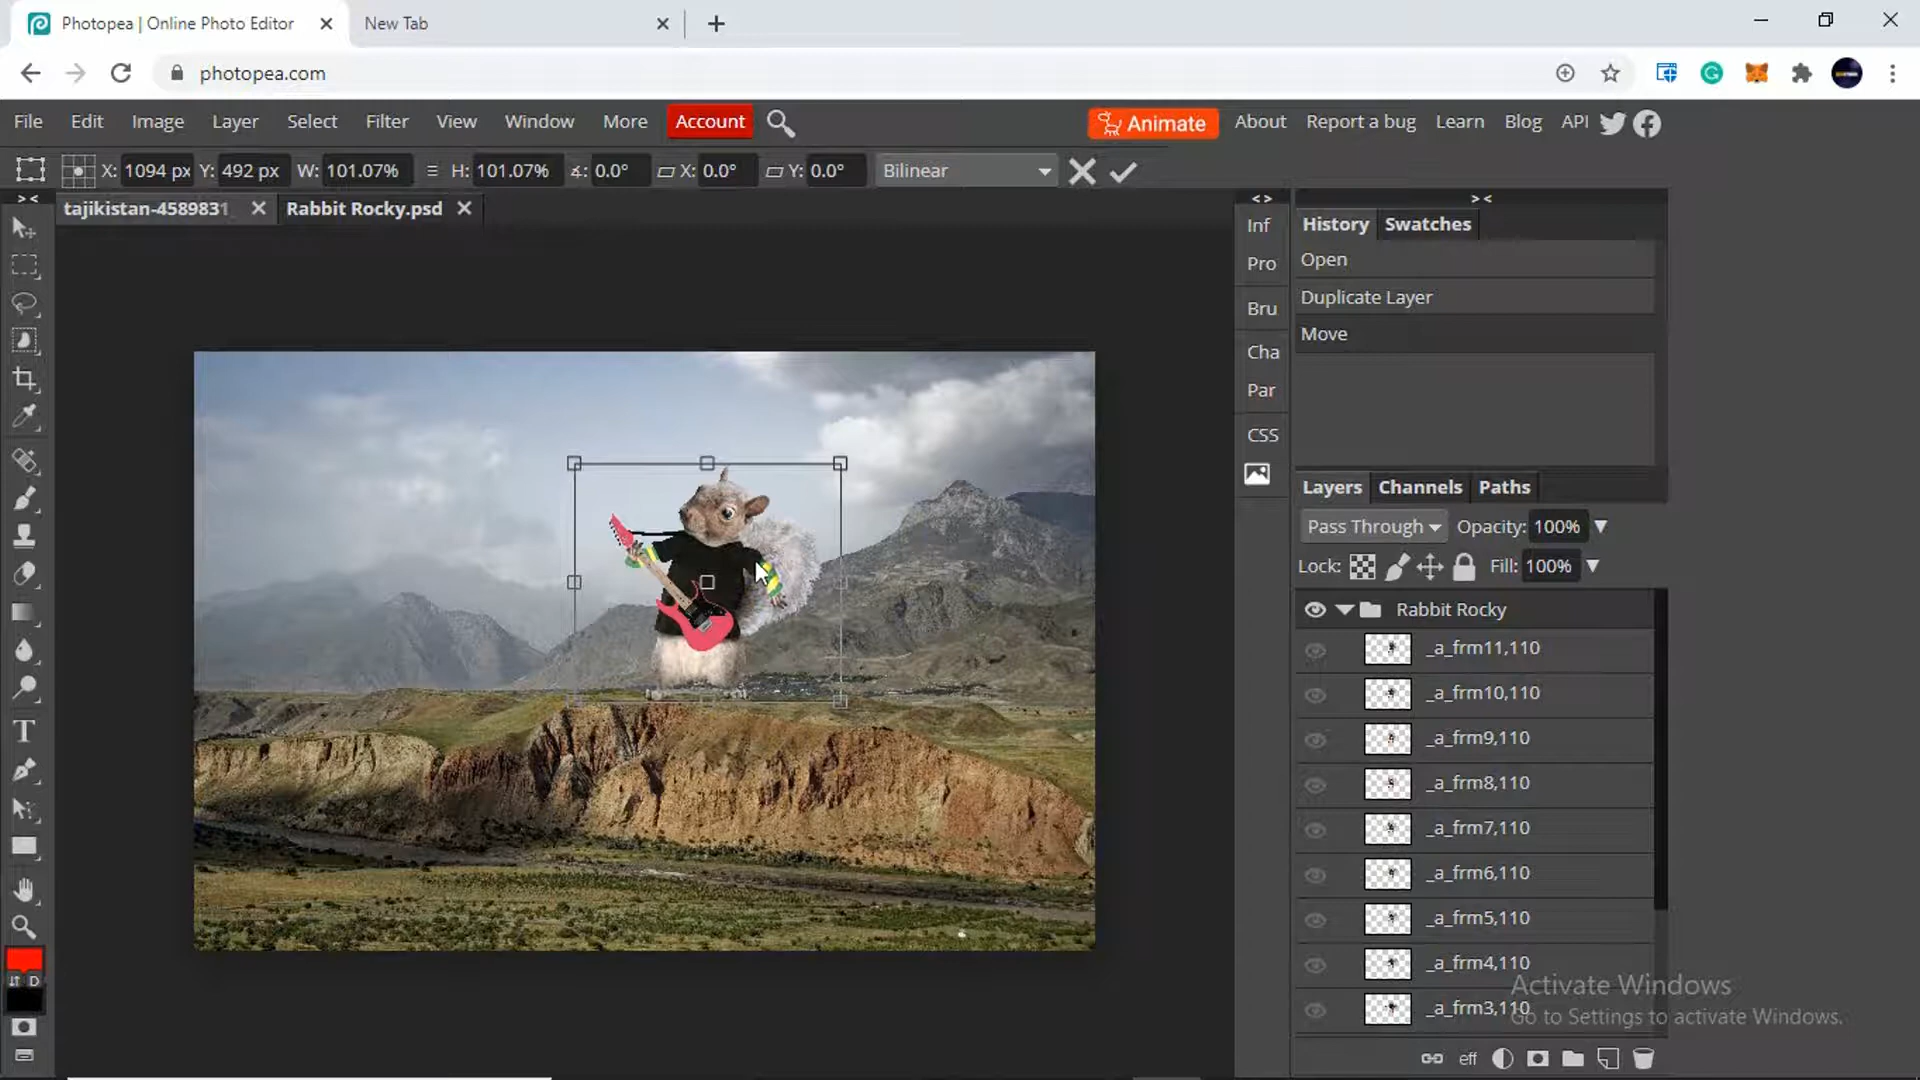 Photopea | Online Photo Editor
New Tab
photopea.com
File Edit Image Layer Select Filter View Window More Account
Animate About Report a bug Learn Blog API
X: 1094 px Y: 492 px W: 101.07% H: 101.07% ∡: 0.0° X: 0.0° Y: 0.0° Bilinear
tajikistan-4589831 Rabbit Rocky.psd
Inf
Pro
Bru
Cha
Par
CSS
History Swatches
Open
Duplicate Layer
Move
Layers Channels Paths
Pass Through Opacity: 100%
Lock: Fill: 100%
Rabbit Rocky
_a_frm11,110
_a_frm10,110
_a_frm9,110
_a_frm8,110
_a_frm7,110
_a_frm6,110
_a_frm5,110
_a_frm4,110
_a_frm3,110
Activate Windows
Go to Settings to activate Windows.
eff
D